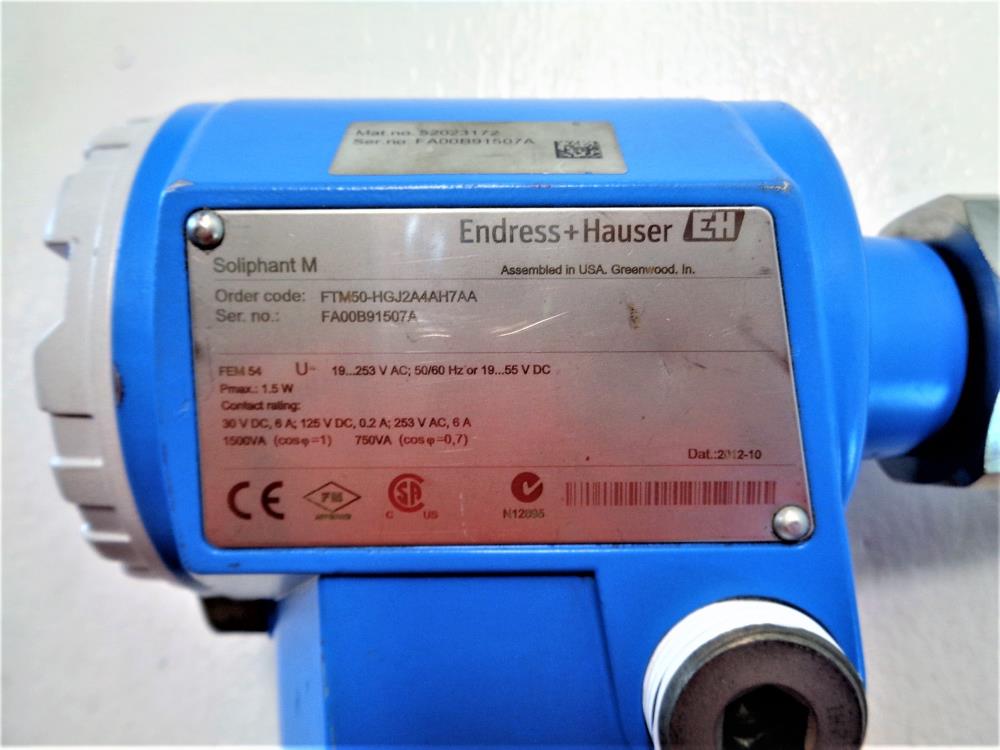 Mat.no. 52023172
Ser.no. FA00B91507A
Endress+Hauser EH
Soliphant M
Assembled in USA. Greenwood, In.
Order code: FTM50-HGJ2A4AH7AA
Ser. no.: FA00B91507A
FEM 54 U~ 19...253 V AC; 50/60 Hz or 19...55 V DC
Pmax.: 1.5 W
Contact rating:
30 V DC, 6 A; 125 V DC, 0.2 A; 253 V AC, 6 A
1500VA (cosφ=1) 750VA (cosφ=0,7)
Dat.:2012-10
CE FM APPROVED C SA US N12895